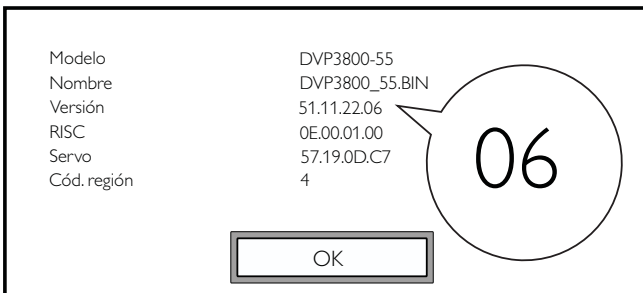 Modelo DVP3800-55
Nombre DVP3800_55.BIN
Versión 51.11.22.06
RISC 0E.00.01.00
Servo 57.19.0D.C7
Cód. región 4
06
OK